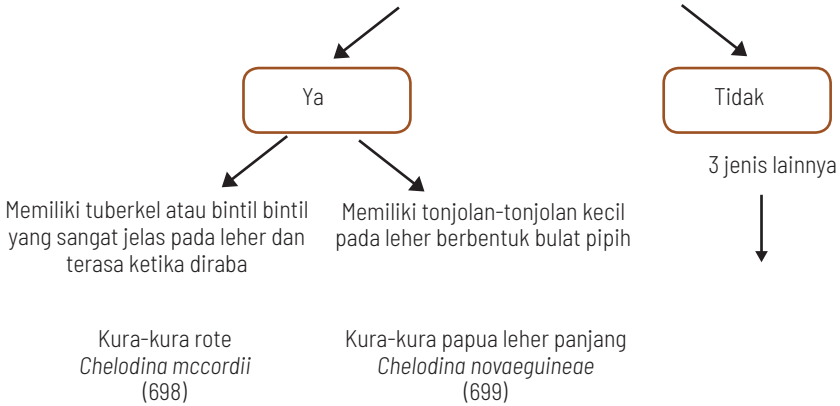 Ya
Tidak
3 jenis lainnya
Memiliki tuberkel atau bintil bintil
yang sangat jelas pada leher dan
terasa ketika diraba
Memiliki tonjolan-tonjolan kecil
pada leher berbentuk bulat pipih
Kura-kura rote
Chelodina mccordii
(698)
Kura-kura papua leher panjang
Chelodina novaeguineae
(699)